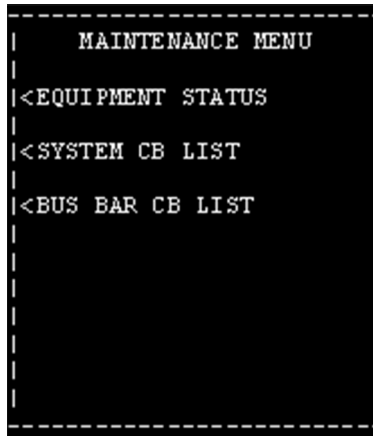 MAINTENANCE MENU
<EQUIPMENT STATUS
<SYSTEM CB LIST
<BUS BAR CB LIST